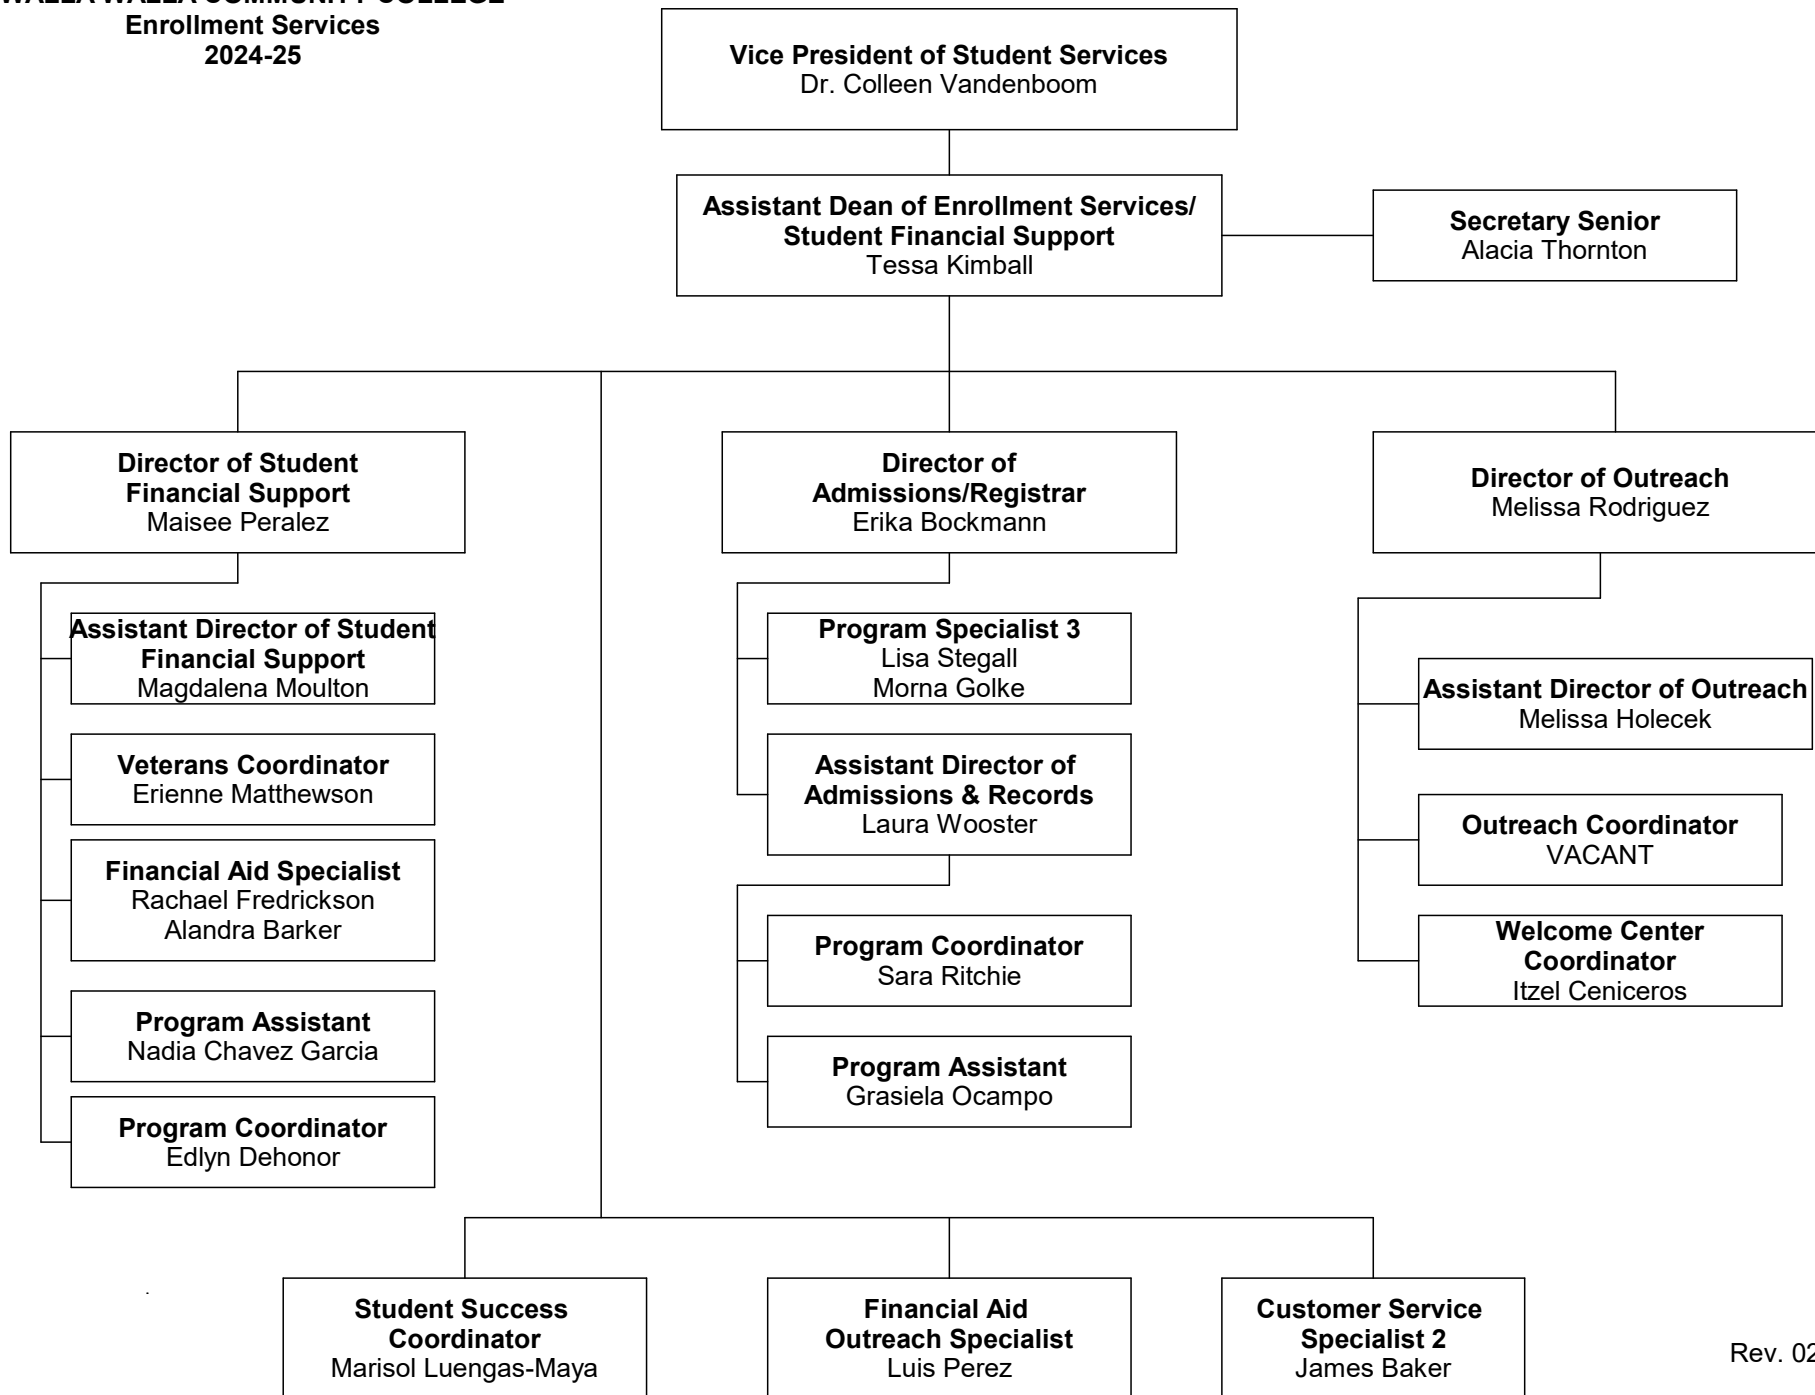 WALLA WALLA COMMUNITY COLLEGE
Enrollment Services
2024-25
Vice President of Student Services
Dr. Colleen Vandenboom
Assistant Dean of Enrollment Services/
Student Financial Support
Tessa Kimball
Secretary Senior
Alacia Thornton
Director of Student
Financial Support
Maisee Peralez
Director of
Admissions/Registrar
Erika Bockmann
Director of Outreach
Melissa Rodriguez
Assistant Director of Student
Financial Support
Magdalena Moulton
Veterans Coordinator
Erienne Matthewson
Financial Aid Specialist
Rachael Fredrickson
Alandra Barker
Program Assistant
Nadia Chavez Garcia
Program Coordinator
Edlyn Dehonor
Program Specialist 3
Lisa Stegall
Morna Golke
Assistant Director of
Admissions & Records
Laura Wooster
Program Coordinator
Sara Ritchie
Program Assistant
Grasiela Ocampo
Assistant Director of Outreach
Melissa Holecek
Outreach Coordinator
VACANT
Welcome Center
Coordinator
Itzel Ceniceros
Student Success
Coordinator
Marisol Luengas-Maya
Financial Aid
Outreach Specialist
Luis Perez
Customer Service
Specialist 2
James Baker
Rev. 02